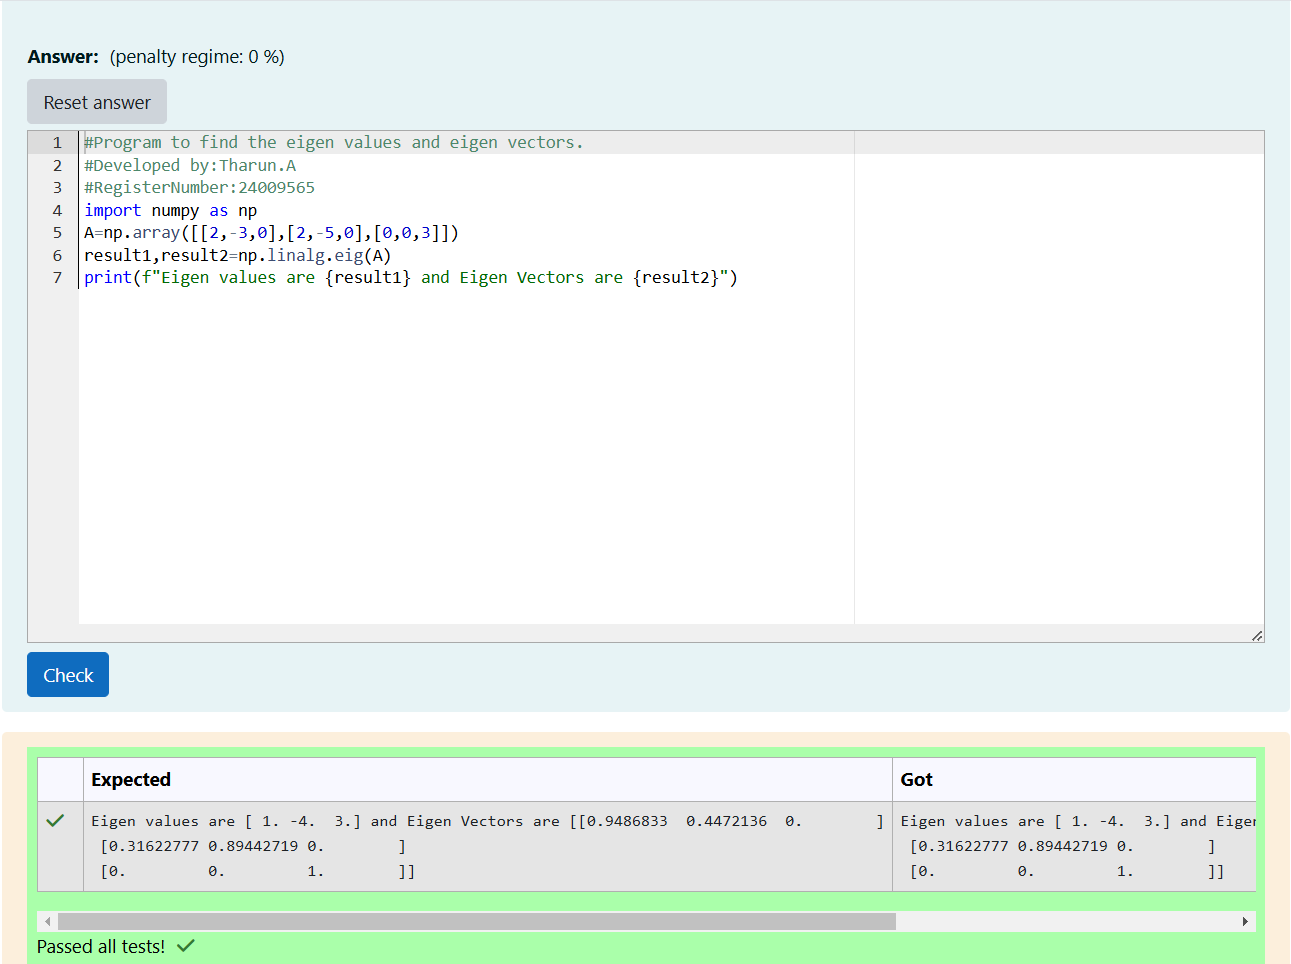 Answer: (penalty regime: 0 %)
Reset answer
1 #Program to find the eigen values and eigen vectors.
2 #Developed by:Tharun.A
3 #RegisterNumber:24009565
4 import numpy as np
5 A=np.array([[2,-3,0],[2,-5,0],[0,0,3]])
6 result1,result2=np.linalg.eig(A)
7 print(f"Eigen values are {result1} and Eigen Vectors are {result2}")
Check
Expected Got
Eigen values are [ 1. -4.  3.] and Eigen Vectors are [[0.9486833  0.4472136  0.        ] Eigen values are [ 1. -4.  3.] and Eigen
[0.31622777 0.89442719 0.        ] [0.31622777 0.89442719 0.        ]
[0.         0.         1.        ]] [0.         0.         1.        ]]
Passed all tests!